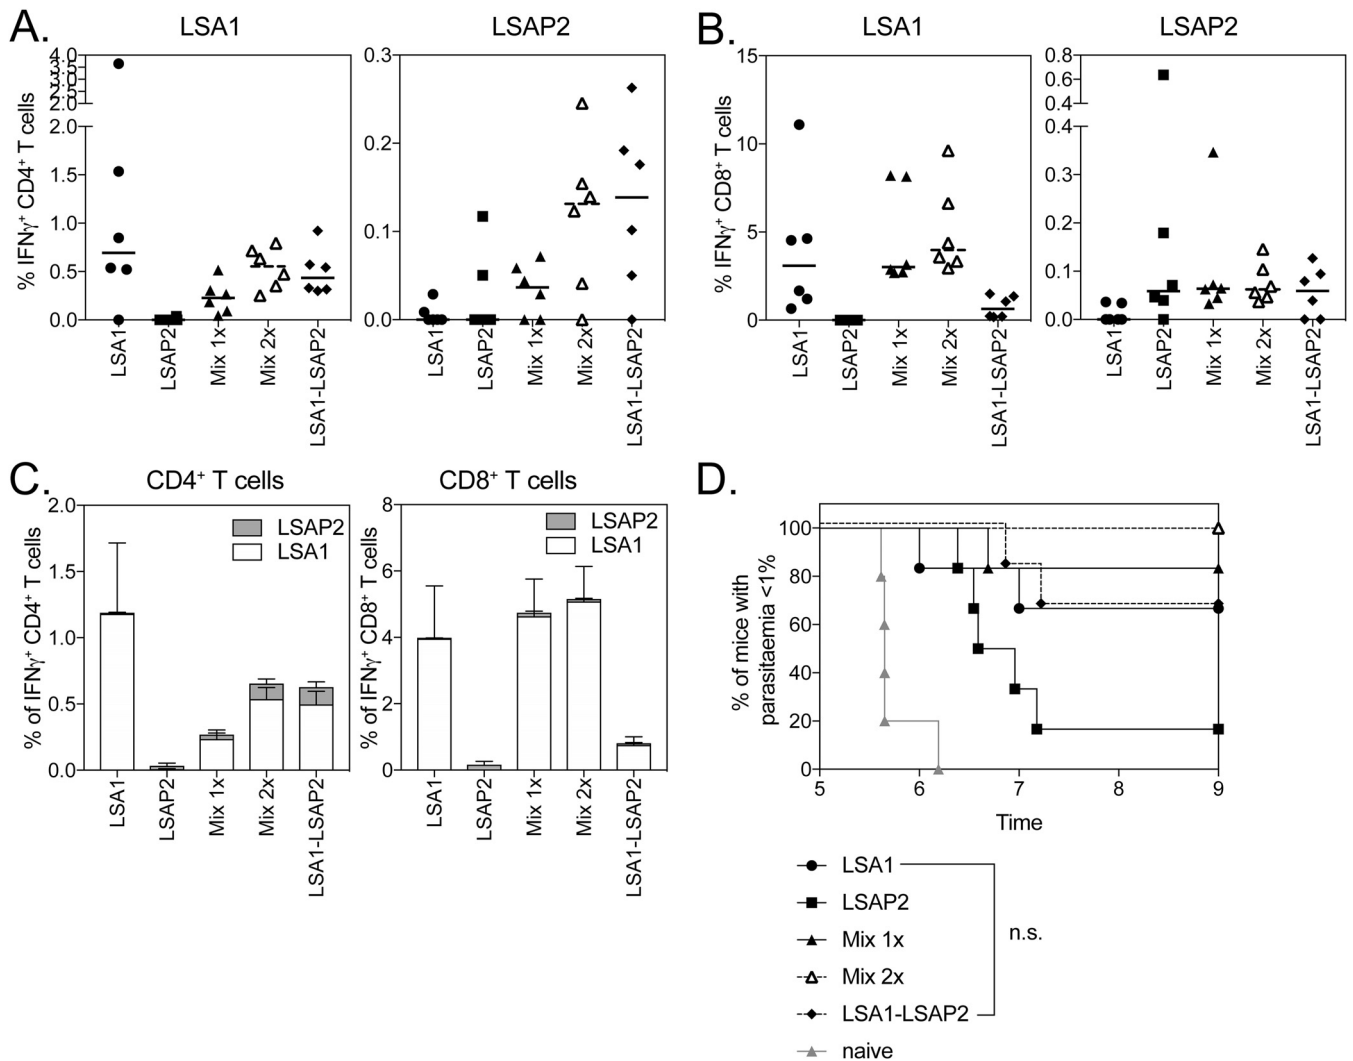 A.
LSA1
LSAP2
% IFNγ+ CD4+ T cells
4.0
3.5
3.0
2.5
2.0
2.0
1.5
1.0
0.5
0.0
0.3
0.2
0.1
0.0
LSA1
LSAP2
Mix 1x
Mix 2x
LSA1-LSAP2
LSA1
LSAP2
Mix 1x
Mix 2x
LSA1-LSAP2
B.
LSA1
LSAP2
% IFNγ+ CD8+ T cells
15
10
5
0
0.8
0.6
0.4
0.4
0.3
0.2
0.1
0.0
LSA1
LSAP2
Mix 1x
Mix 2x
LSA1-LSAP2
LSA1
LSAP2
Mix 1x
Mix 2x
LSA1-LSAP2
C.
CD4+ T cells
% of IFNγ+ CD4+ T cells
2.0
1.5
1.0
0.5
0.0
LSAP2
LSA1
LSA1
LSAP2
Mix 1x
Mix 2x
LSA1-LSAP2
CD8+ T cells
% of IFNγ+ CD8+ T cells
8
6
4
2
0
LSAP2
LSA1
LSA1
LSAP2
Mix 1x
Mix 2x
LSA1-LSAP2
D.
% of mice with
parasitaemia <1%
100
80
60
40
20
0
5 6 7 8 9
Time
LSA1
LSAP2
Mix 1x
Mix 2x
LSA1-LSAP2
naive
n.s.